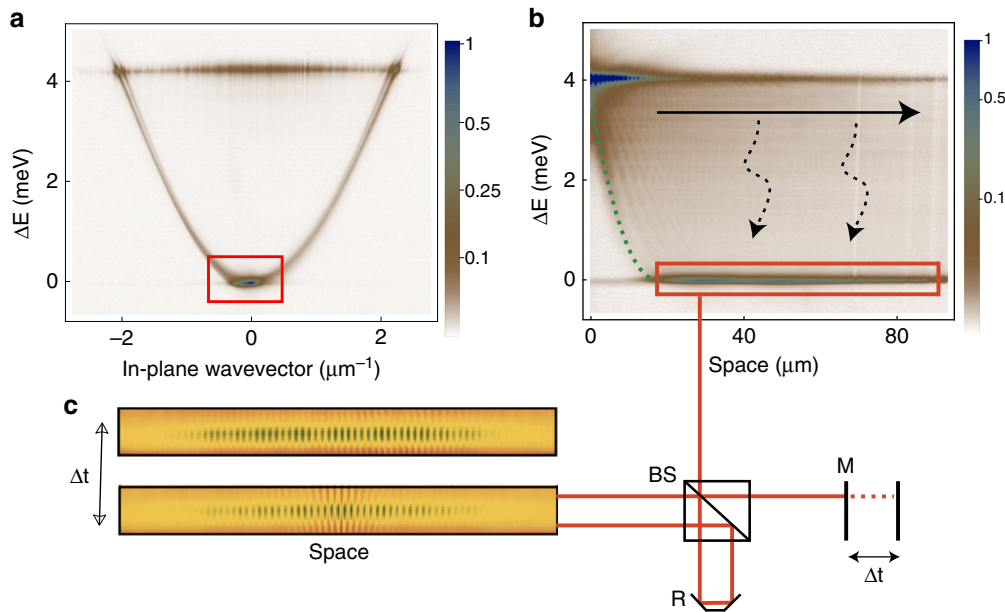 a
ΔE (meV)
4
2
0
−2
0
2
In-plane wavevector (μm−1)
1
0.5
0.25
0.1
b
ΔE (meV)
4
2
0
0
40
80
Space (μm)
1
0.5
0.1
c
Δt
Space
BS
M
Δt
R